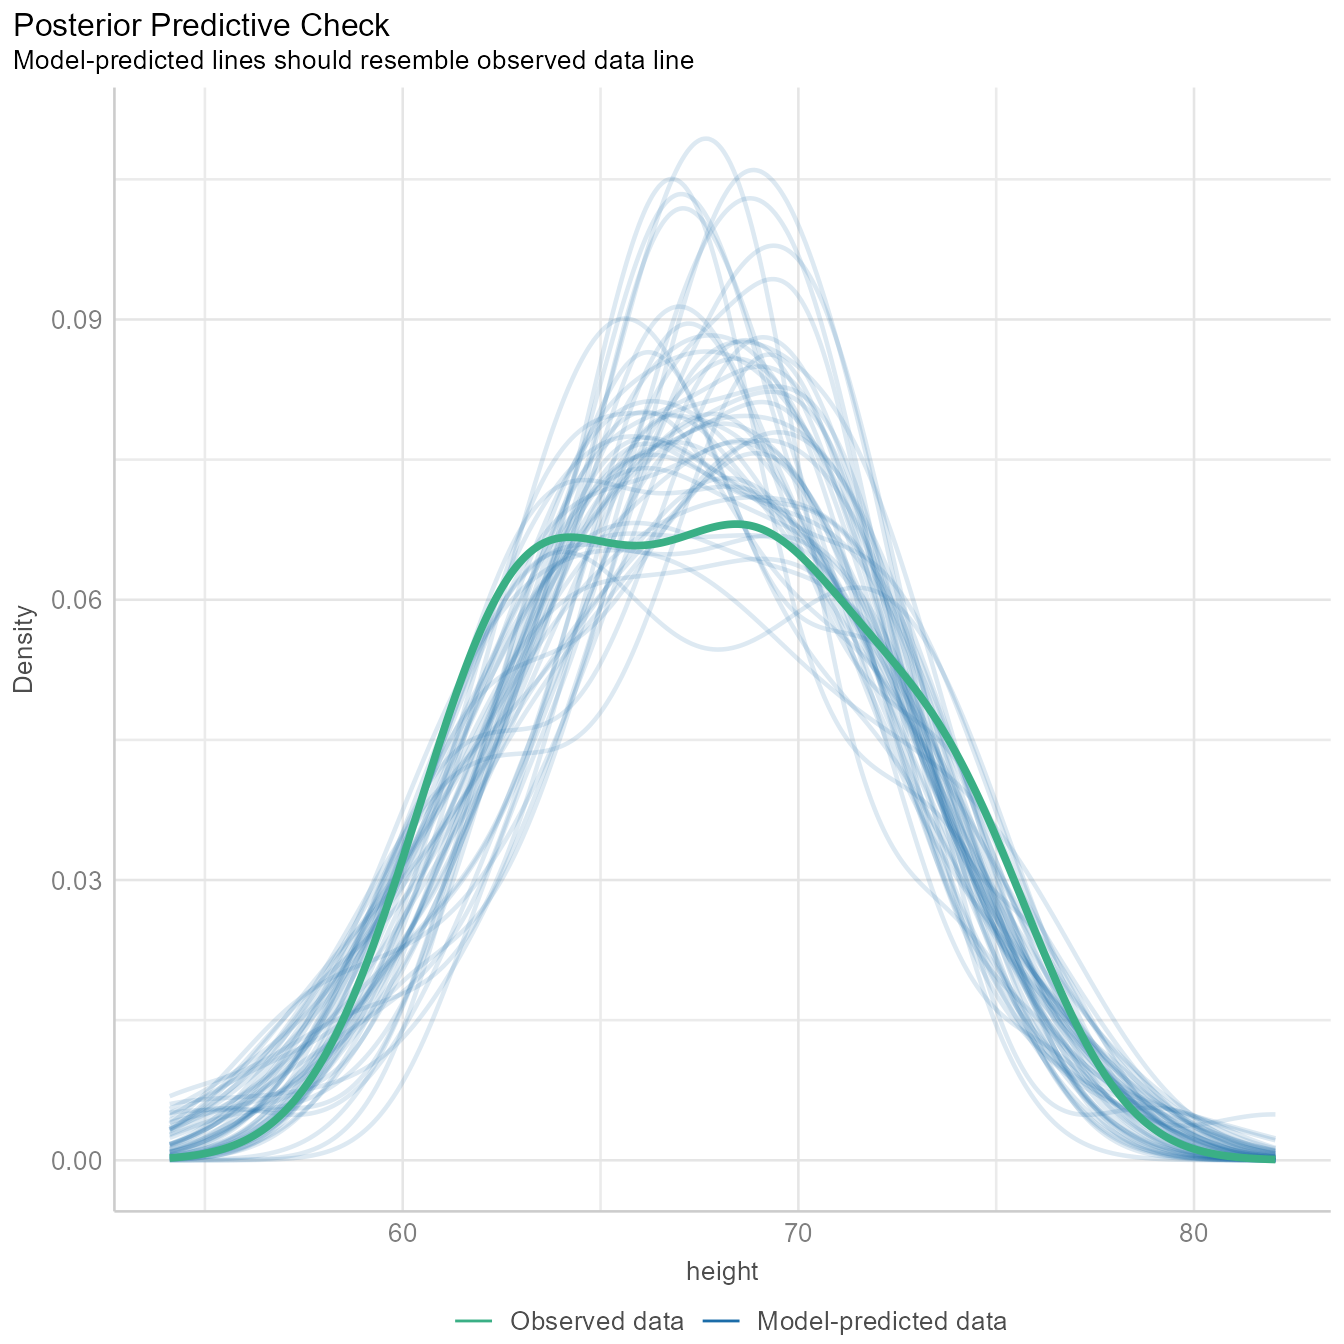 Posterior Predictive Check
Model-predicted lines should resemble observed data line
Density
0.09
0.06
0.03
0.00
60 70 80
height
Observed data Model-predicted data